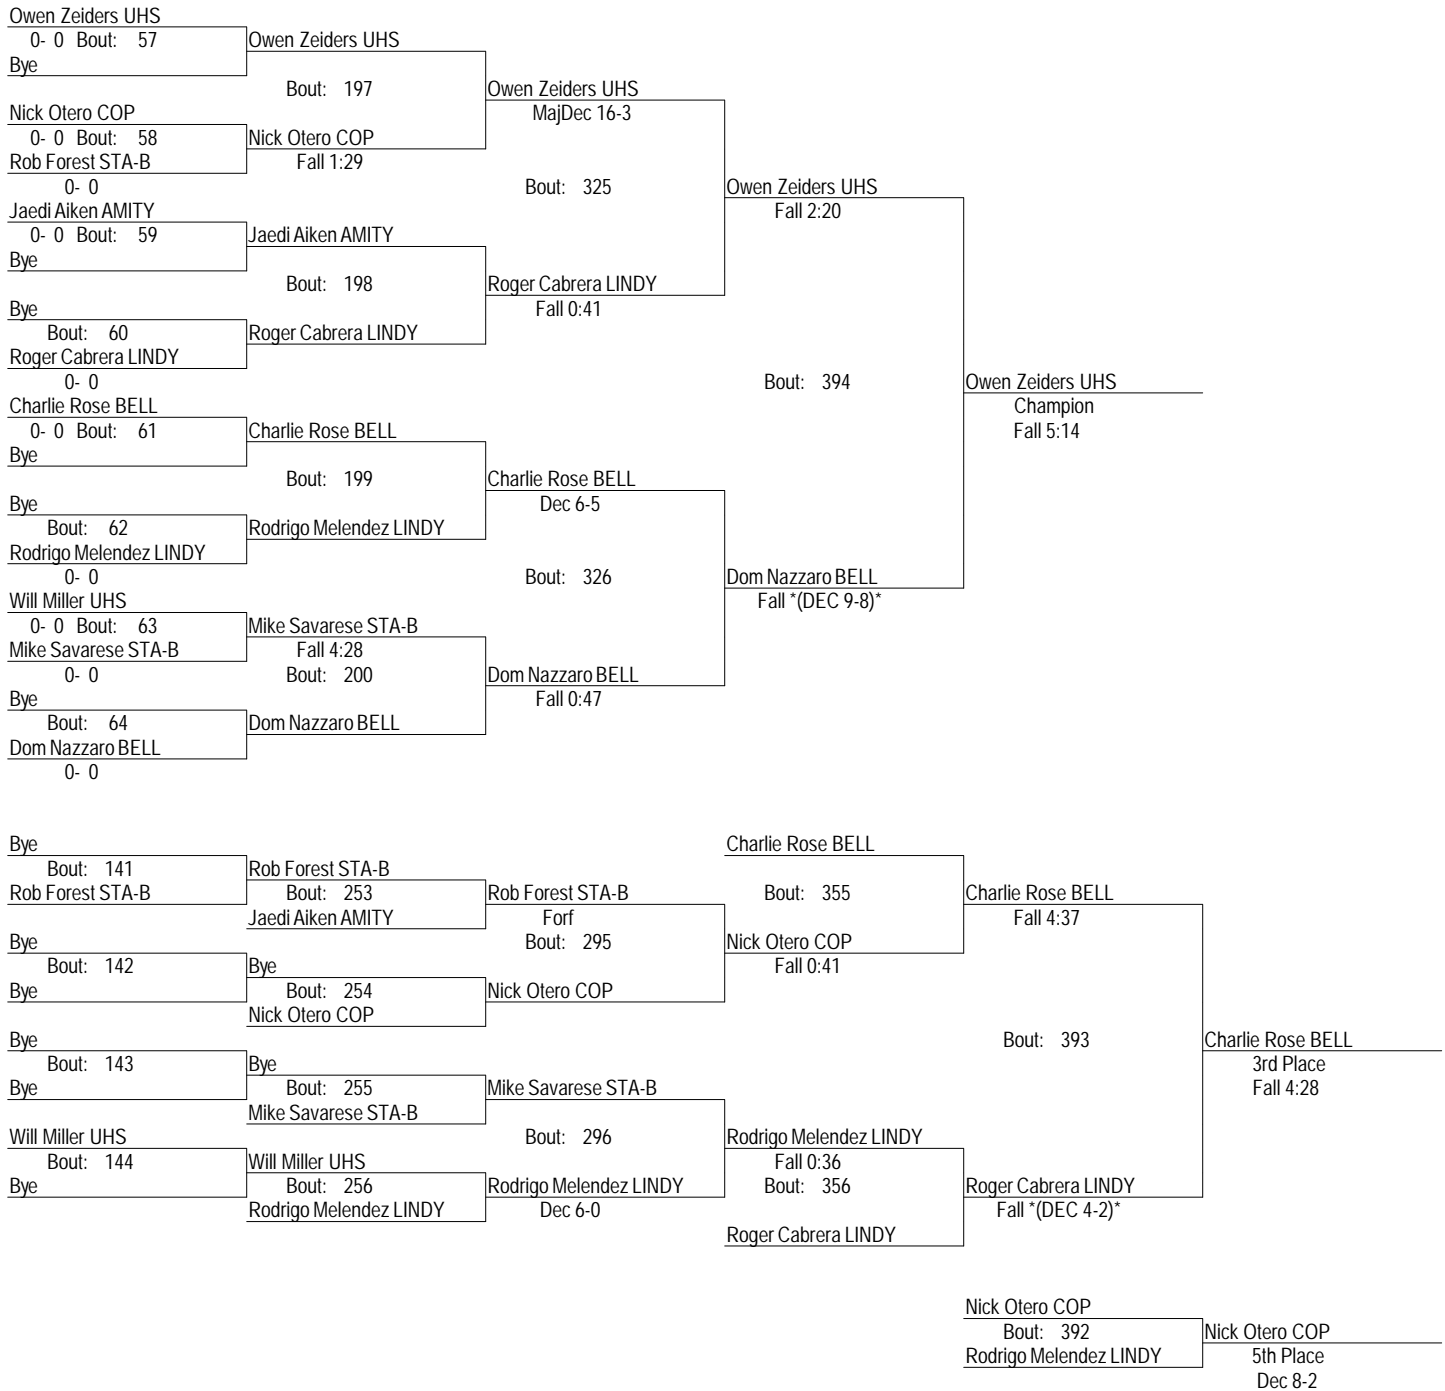 Owen Zeiders UHS
0- 0 Bout: 57
Owen Zeiders UHS
Bye
Bout: 197
Owen Zeiders UHS
Nick Otero COP
MajDec 16-3
0- 0 Bout: 58
Nick Otero COP
Rob Forest STA-B
Fall 1:29
0- 0
Bout: 325
Owen Zeiders UHS
Jaedi Aiken AMITY
Fall 2:20
0- 0 Bout: 59
Jaedi Aiken AMITY
Bye
Bout: 198
Roger Cabrera LINDY
Bye
Fall 0:41
Bout: 60
Roger Cabrera LINDY
Roger Cabrera LINDY
0- 0
Bout: 394
Owen Zeiders UHS
Charlie Rose BELL
Champion
0- 0 Bout: 61
Charlie Rose BELL
Fall 5:14
Bye
Bout: 199
Charlie Rose BELL
Bye
Dec 6-5
Bout: 62
Rodrigo Melendez LINDY
Rodrigo Melendez LINDY
0- 0
Bout: 326
Dom Nazzaro BELL
Will Miller UHS
Fall *(DEC 9-8)*
0- 0 Bout: 63
Mike Savarese STA-B
Mike Savarese STA-B
Fall 4:28
0- 0
Bout: 200
Dom Nazzaro BELL
Bye
Fall 0:47
Bout: 64
Dom Nazzaro BELL
Dom Nazzaro BELL
0- 0
Bye
Charlie Rose BELL
Bout: 141
Rob Forest STA-B
Rob Forest STA-B
Bout: 253
Rob Forest STA-B
Bout: 355
Charlie Rose BELL
Jaedi Aiken AMITY
Forf
Fall 4:37
Bye
Bout: 295
Nick Otero COP
Bout: 142
Bye
Fall 0:41
Bye
Bout: 254
Nick Otero COP
Nick Otero COP
Bye
Bout: 393
Charlie Rose BELL
Bout: 143
Bye
3rd Place
Bye
Bout: 255
Mike Savarese STA-B
Fall 4:28
Mike Savarese STA-B
Will Miller UHS
Bout: 296
Rodrigo Melendez LINDY
Bout: 144
Will Miller UHS
Fall 0:36
Bye
Bout: 256
Rodrigo Melendez LINDY
Bout: 356
Roger Cabrera LINDY
Rodrigo Melendez LINDY
Dec 6-0
Fall *(DEC 4-2)*
Roger Cabrera LINDY
Nick Otero COP
Bout: 392
Nick Otero COP
Rodrigo Melendez LINDY
5th Place
Dec 8-2